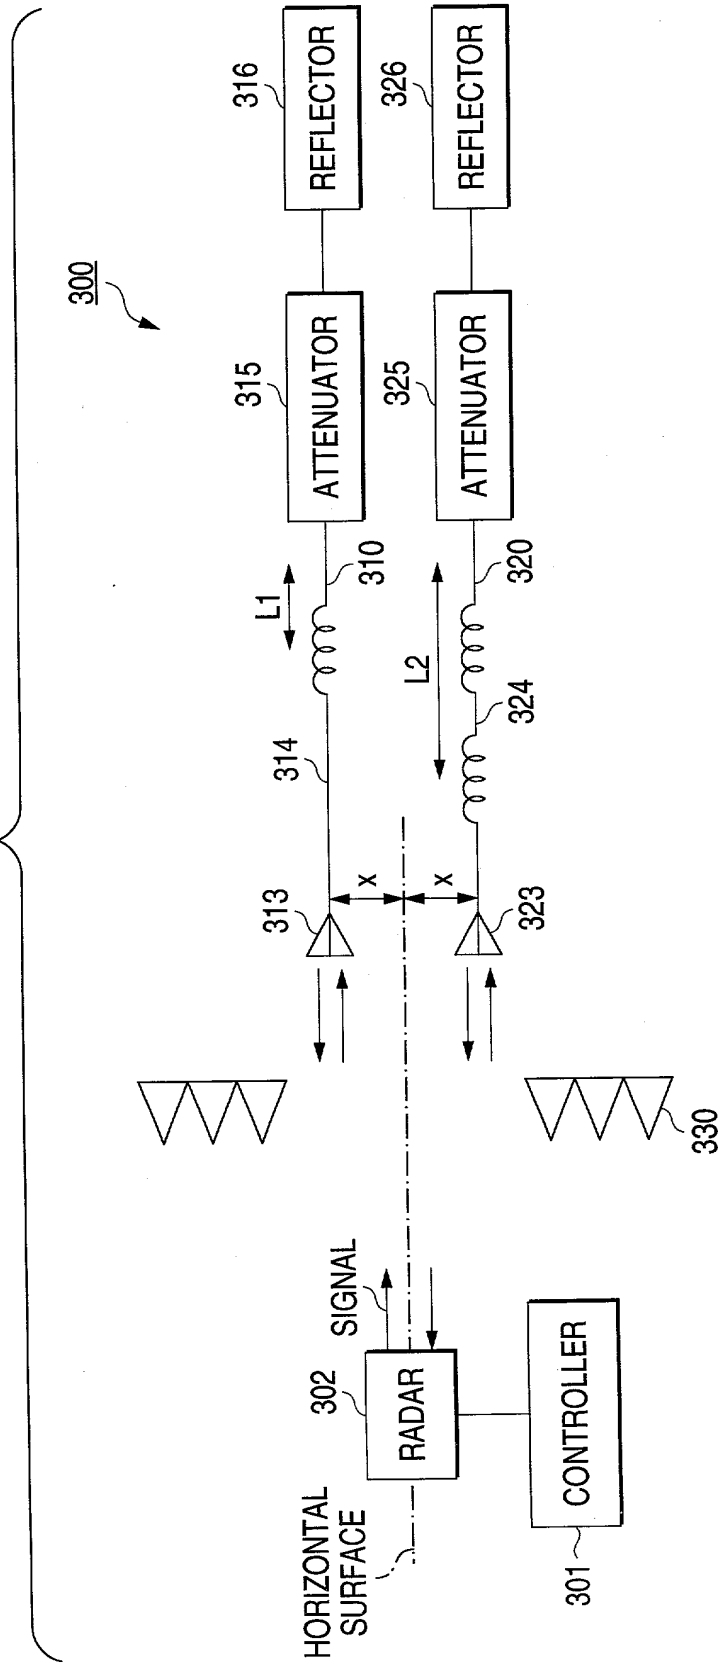 300
316
REFLECTOR
326
REFLECTOR
315
ATTENUATOR
325
ATTENUATOR
L1
310
L2
320
314
324
313
X
X
323
330
SIGNAL
302
RADAR
HORIZONTAL
SURFACE
CONTROLLER
301